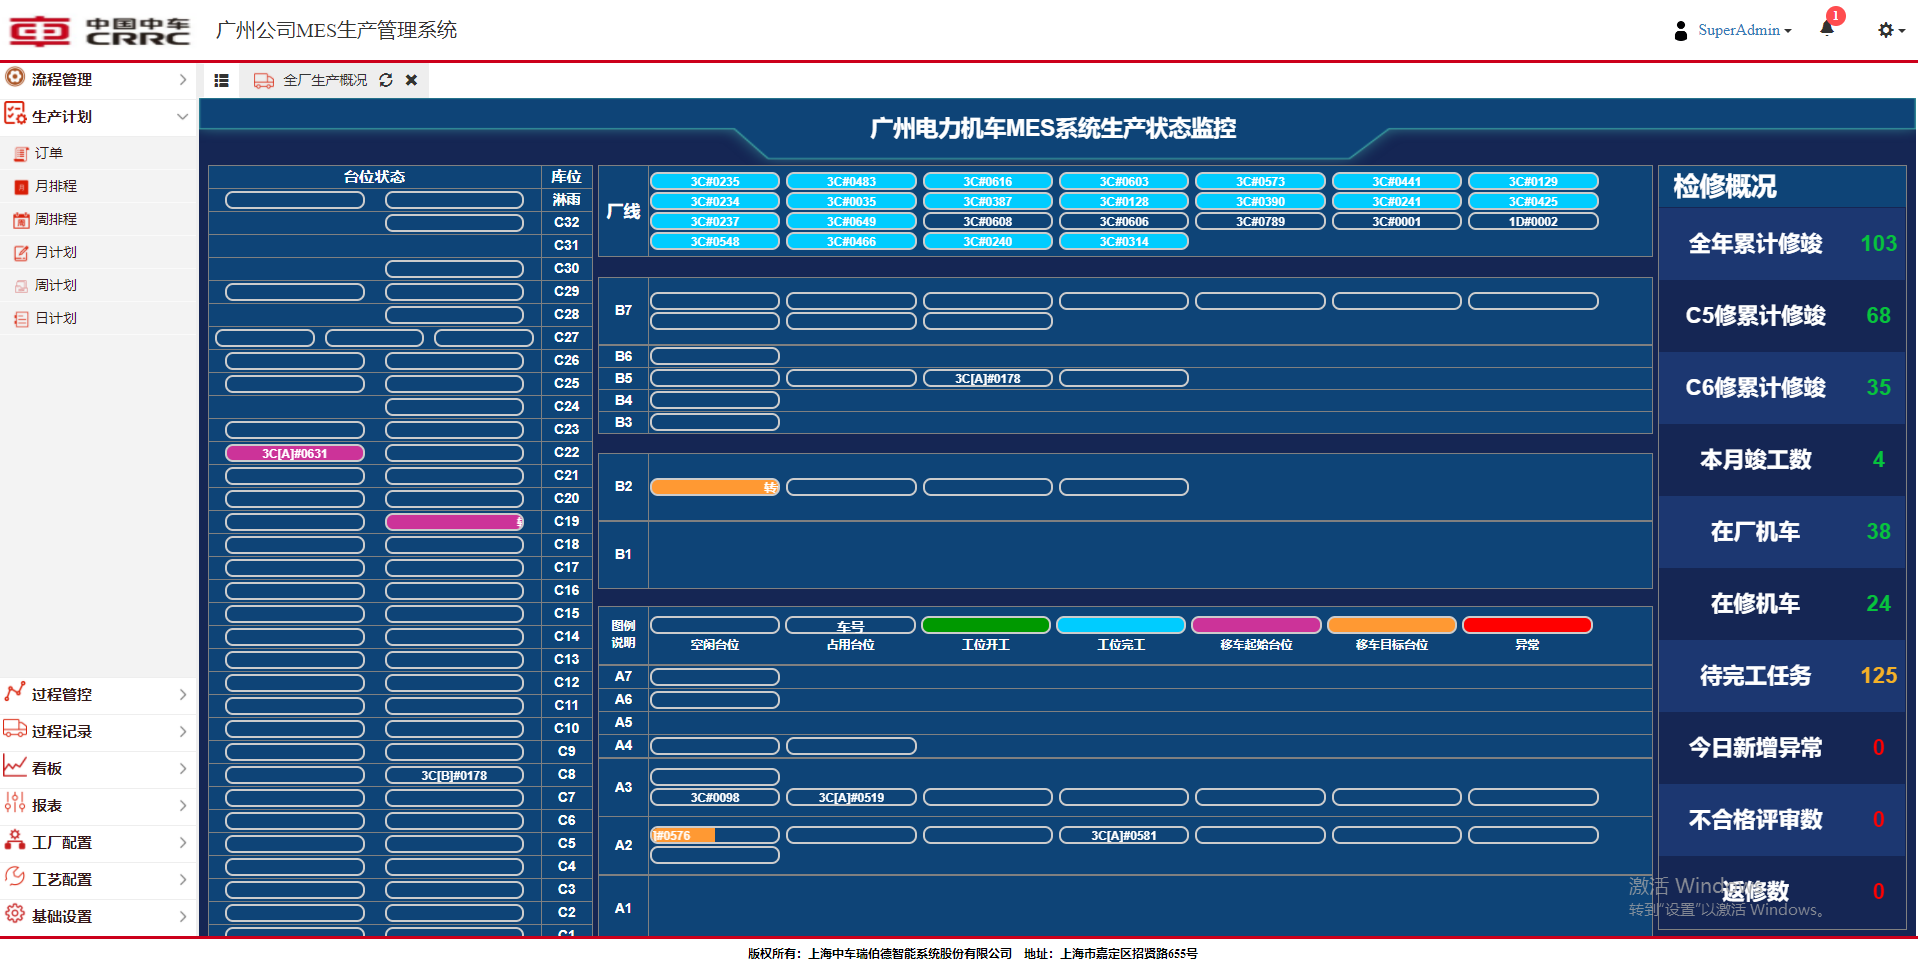 中国中车
CRRC
广州公司MES生产管理系统
SuperAdmin
1
流程管理
生产计划
订单
月排程
周排程
月计划
周计划
日计划
过程管控
过程记录
看板
报表
工厂配置
工艺配置
基础设置
全厂生产概况
广州电力机车MES系统生产状态监控
台位状态 库位
淋雨
C32
C31
C30
C29
C28
C27
C26
C25
C24
C23
3C[A]#0631 C22
C21
C20
C19
C18
C17
C16
C15
C14
C13
C12
C11
C10
C9
3C[B]#0178 C8
C7
C6
C5
C4
C3
C2
C1
厂线
3C#0235 3C#0483 3C#0616 3C#0603 3C#0573 3C#0441 3C#0129
3C#0234 3C#0035 3C#0387 3C#0128 3C#0390 3C#0241 3C#0425
3C#0237 3C#0649 3C#0608 3C#0606 3C#0789 3C#0001 1D#0002
3C#0548 3C#0466 3C#0240 3C#0314
B7
B6
B5 3C[A]#0178
B4
B3
B2 转
B1
图例
说明
车号
空闲台位 占用台位 工位开工 工位完工 移车起始台位 移车目标台位 异常
A7
A6
A5
A4
A3
3C#0098 3C[A]#0519
A2 #0576 3C[A]#0581
A1
检修概况
全年累计修竣 103
C5修累计修竣 68
C6修累计修竣 35
本月竣工数 4
在厂机车 38
在修机车 24
待完工任务 125
今日新增异常 0
不合格评审数 0
返修数 0
激活 Windows
转到"设置"以激活 Windows。
版权所有：上海中车瑞伯德智能系统股份有限公司 地址：上海市嘉定区招贤路655号